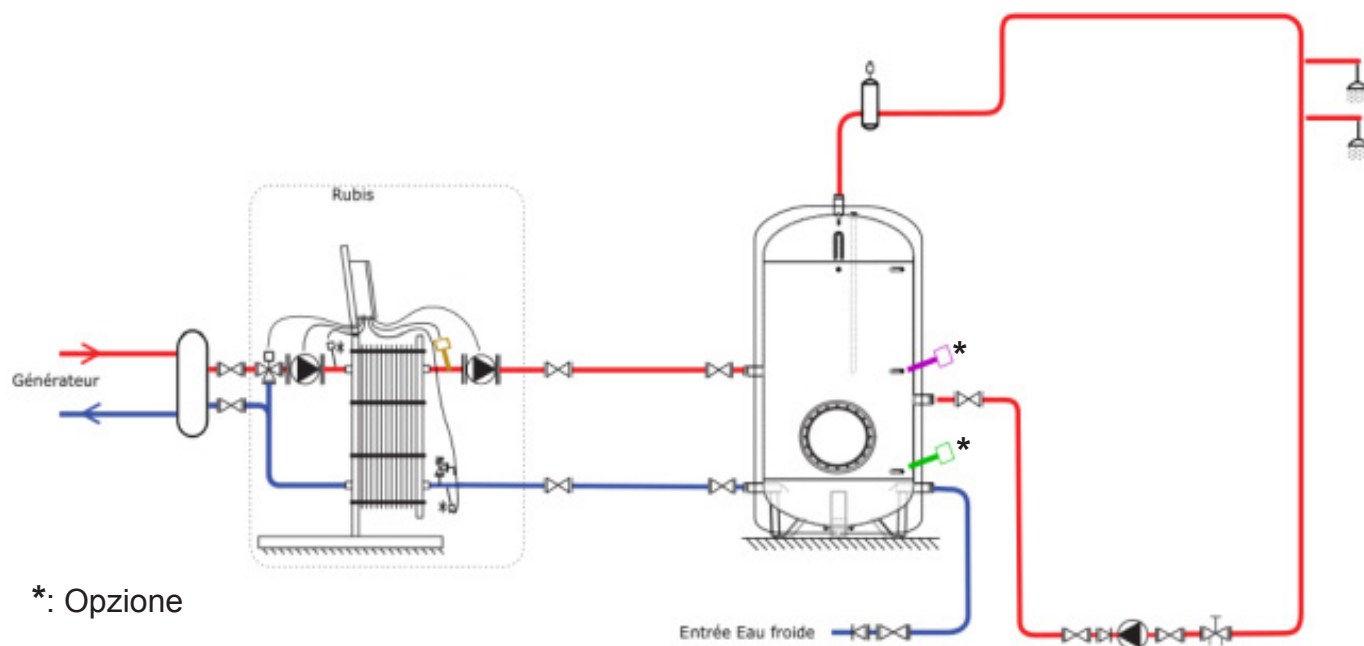 Rubis
Générateur
*
*
*: Opzione
Entrée Eau froide